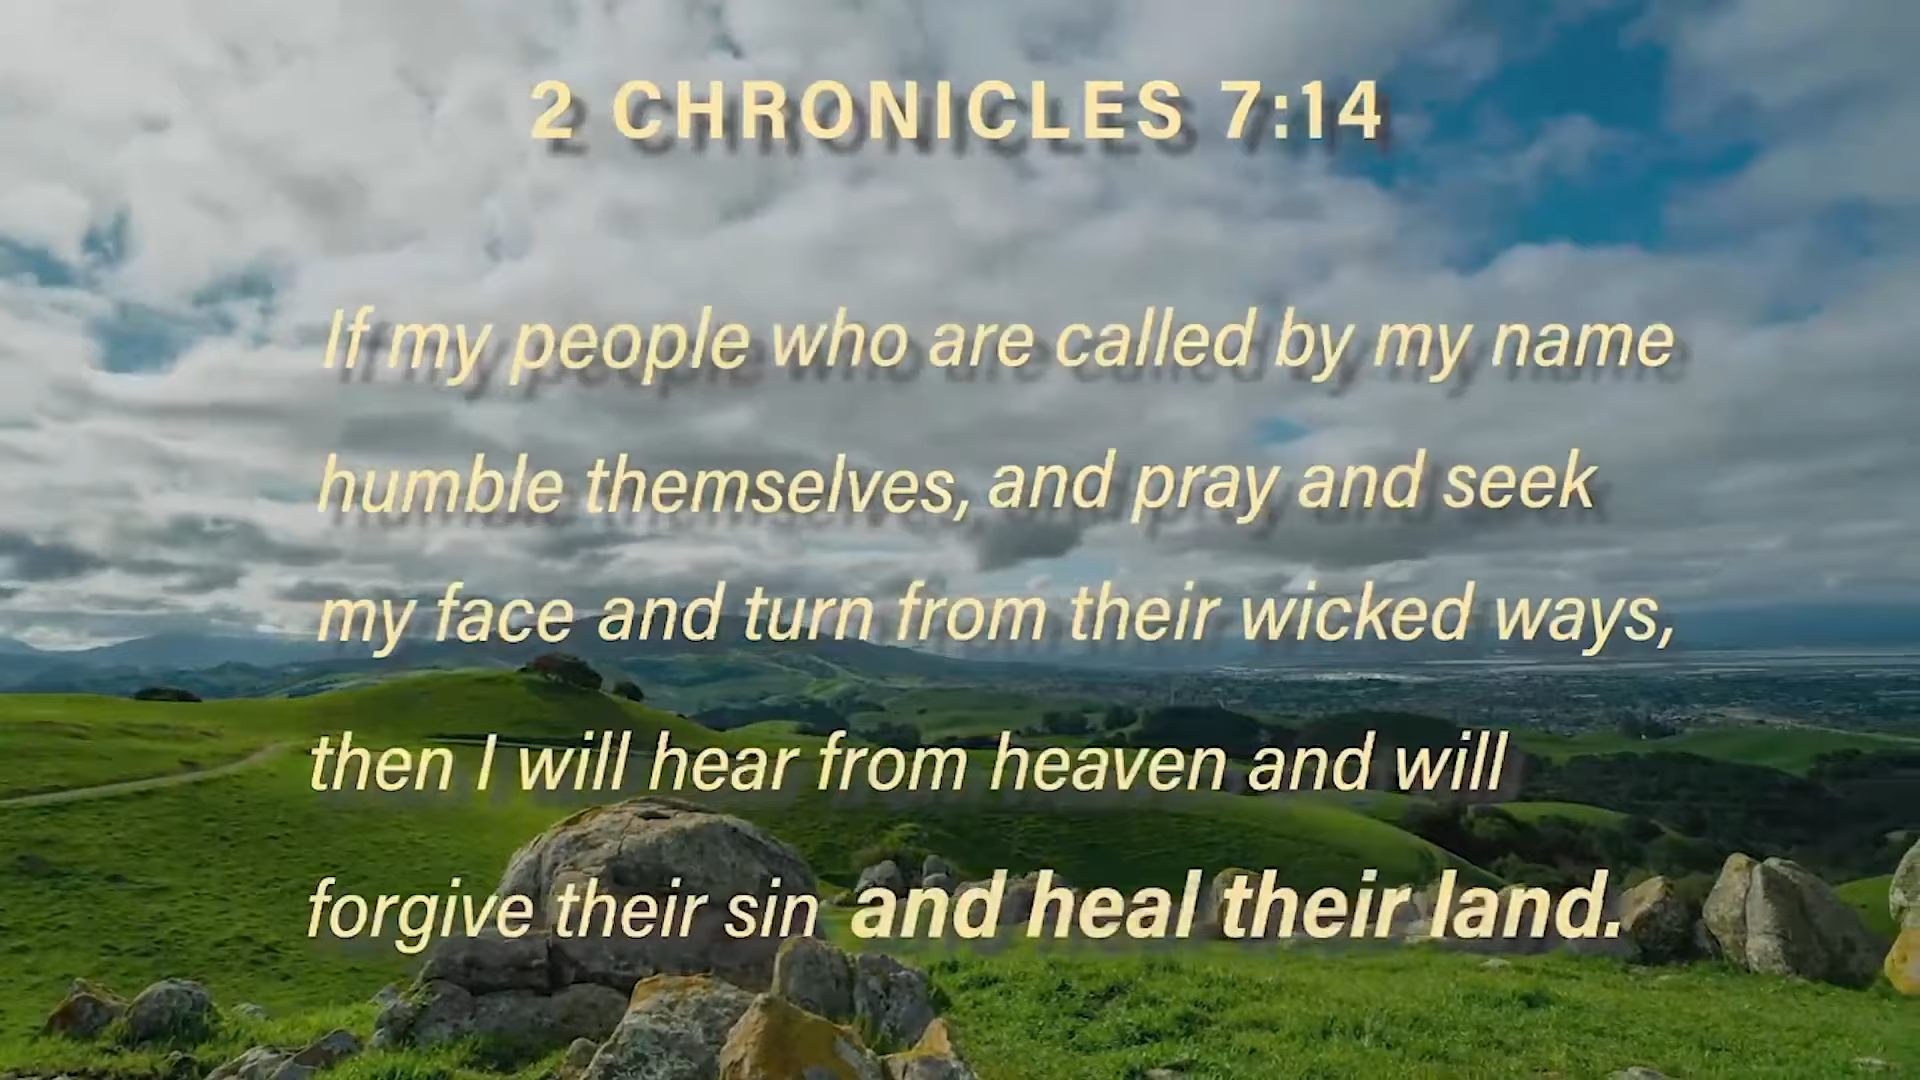 2 CHRONICLES 7:14
If my people who are called by my name
humble themselves, and pray and seek
my face and turn from their wicked ways,
then I will hear from heaven and will
forgive their sin and heal their land.